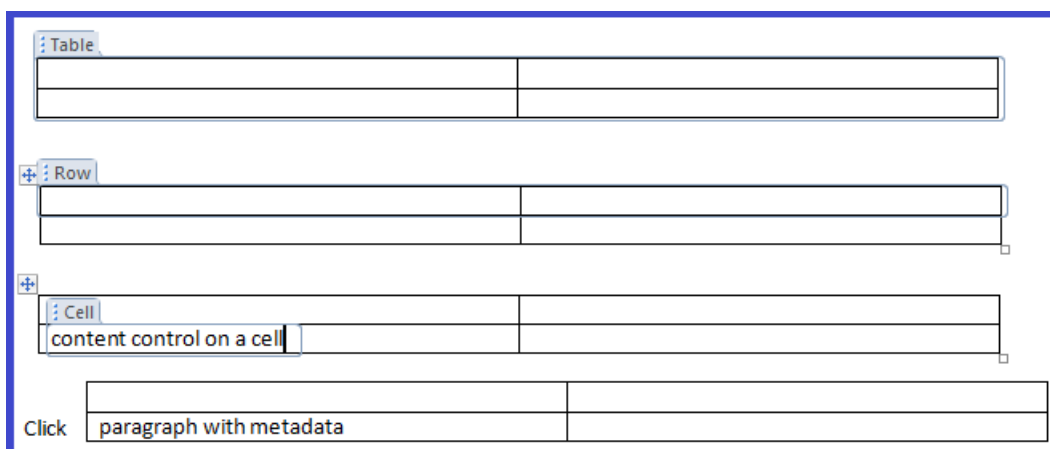 Table
Row
Cell
content control on a cell
paragraph with metadata
Click